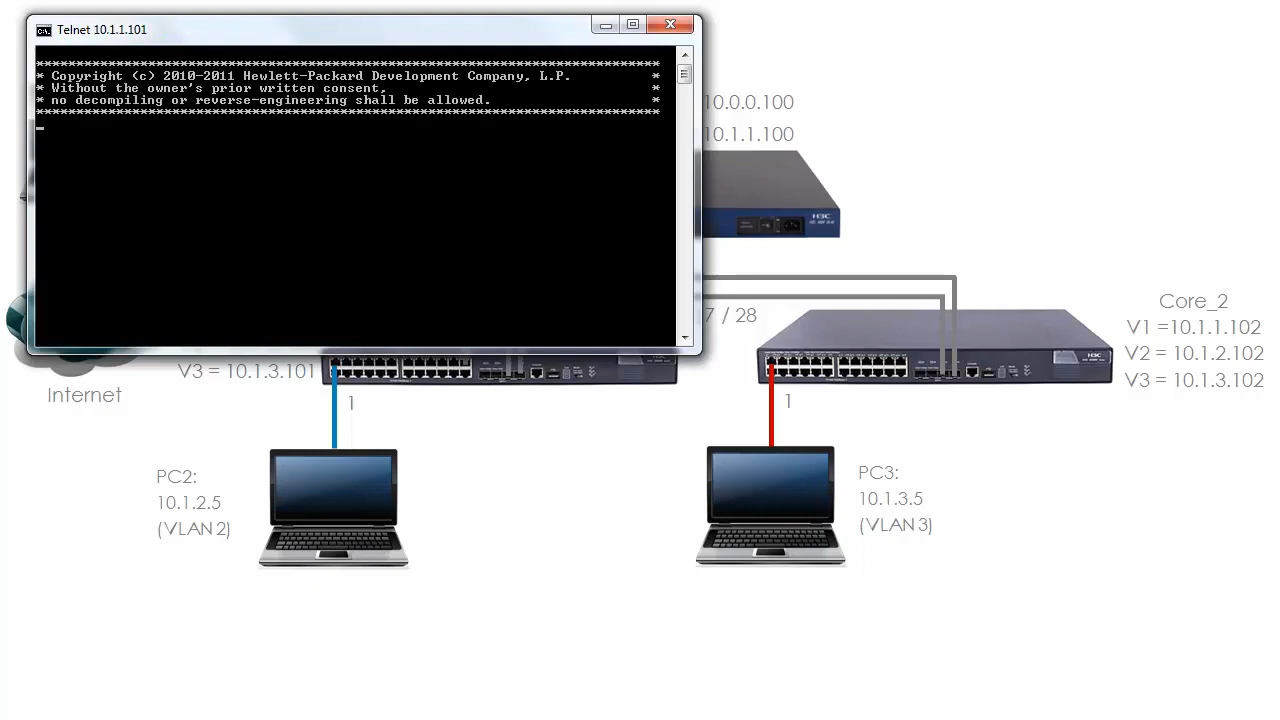 Telnet 10.1.1.101
*****************************************************************************
* Copyright (c) 2010-2011 Hewlett-Packard Development Company, L.P. *
* Without the owner's prior written consent, *
* no decompiling or reverse-engineering shall be allowed. *
*****************************************************************************
10.0.0.100
10.1.1.100
H3C
7 / 28
Core_2
V1 =10.1.1.102
V2 = 10.1.2.102
V3 = 10.1.3.102
H3C
H3C
V3 = 10.1.3.101
Internet
1
1
PC2:
10.1.2.5
(VLAN 2)
PC3:
10.1.3.5
(VLAN 3)